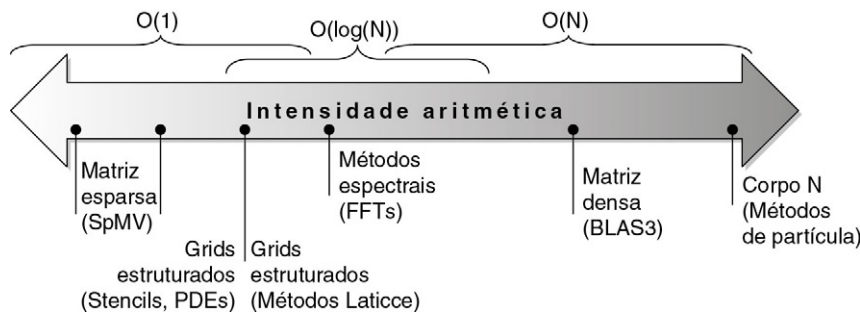 O(1)
O(log(N))
O(N)
Intensidade aritmética
Matriz
esparsa
(SpMV)
Grids
estruturados
(Stencils, PDEs)
Grids
estruturados
(Métodos Laticce)
Métodos
espectrais
(FFTs)
Matriz
densa
(BLAS3)
Corpo N
(Métodos
de partícula)